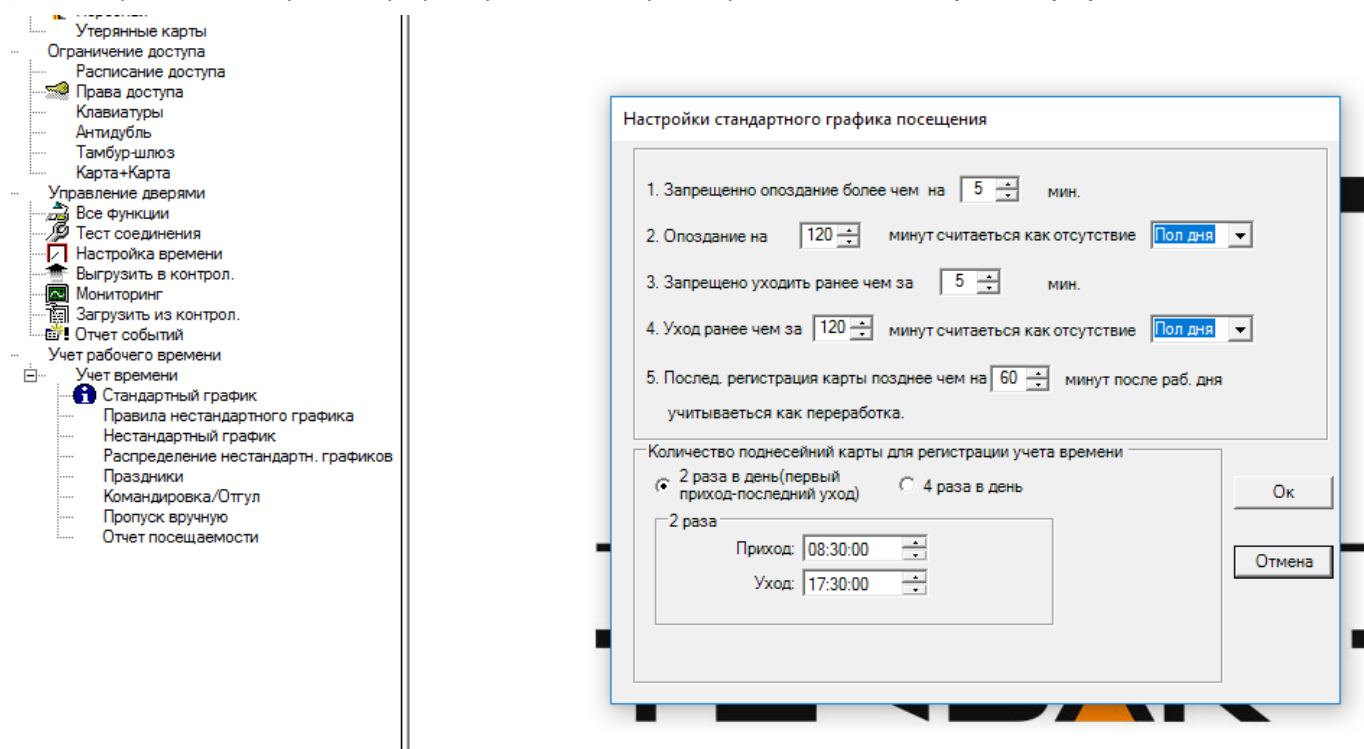 Утерянные карты
Ограничение доступа
Расписание доступа
Права доступа
Клавиатуры
Антидубль
Тамбур-шлюз
Карта+Карта
Управление дверями
Все функции
Тест соединения
Настройка времени
Выгрузить в контрол.
Мониторинг
Загрузить из контрол.
Отчет событий
Учет рабочего времени
Учет времени
Стандартный график
Правила нестандартного графика
Нестандартный график
Распределение нестандартн. графиков
Праздники
Командировка/Отгул
Пропуск вручную
Отчет посещаемости
Настройки стандартного графика посещения
1. Запрещенно опоздание более чем на 5 мин.
2. Опоздание на 120 минут считаеться как отсутствие Пол дня
3. Запрещено уходить ранее чем за 5 мин.
4. Уход ранее чем за 120 минут считаеться как отсутствие Пол дня
5. Послед. регистрация карты позднее чем на 60 минут после раб. дня
учитываеться как переработка.
Количество поднесейний карты для регистрации учета времени
2 раза в день(первый
приход-последний уход)
4 раза в день
2 раза
Приход: 08:30:00
Уход: 17:30:00
Ок
Отмена